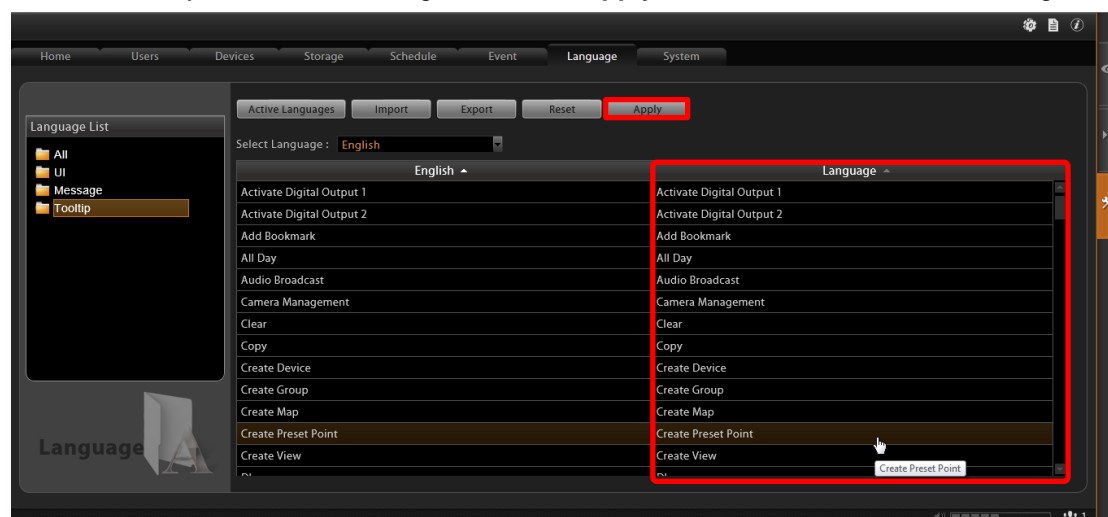 Home Users Devices Storage Schedule Event Language System
Active Languages Import Export Reset Apply
Language List
Select Language : English
All
UI
Message
Tooltip
English Language
Activate Digital Output 1 Activate Digital Output 1
Activate Digital Output 2 Activate Digital Output 2
Add Bookmark Add Bookmark
All Day All Day
Audio Broadcast Audio Broadcast
Camera Management Camera Management
Clear Clear
Copy Copy
Create Device Create Device
Create Group Create Group
Create Map Create Map
Create Preset Point Create Preset Point
Create View Create View
Create Preset Point
Language A
1